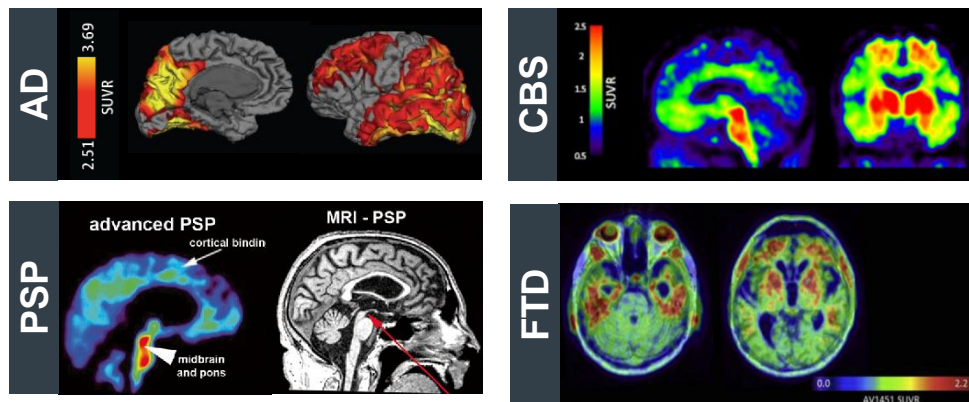 AD
3.69
SUVR
2.51
CBS
2.5
2
1.5
1
0.5
SUVR
PSP
advanced PSP
cortical bindin
midbrain
and pons
MRI - PSP
FTD
0.0
2.2
AV1451 SUVR